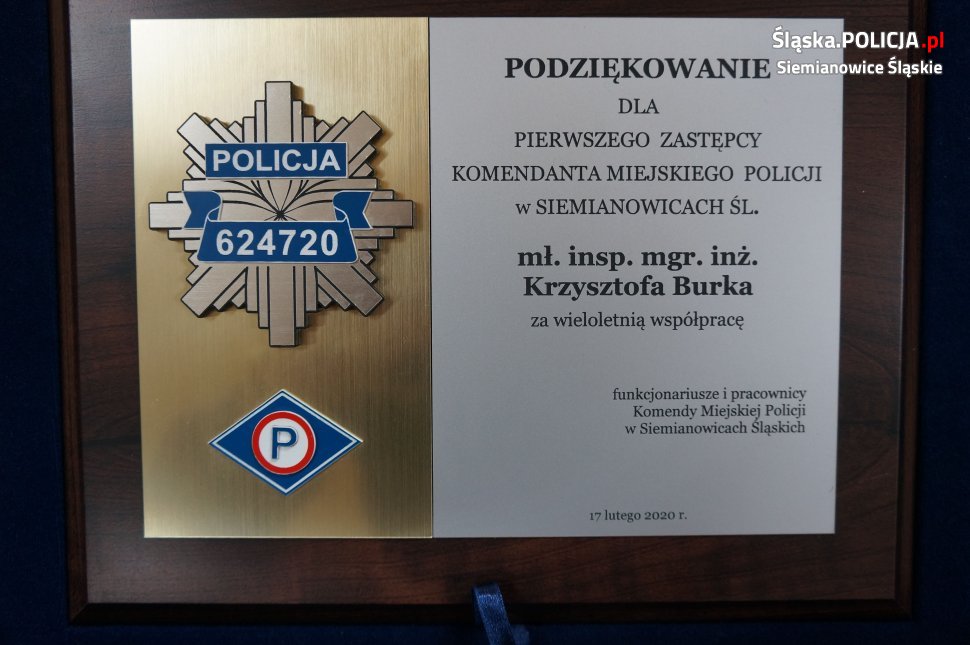 Śląska.POLICJA.pl
Siemianowice Śląskie
POLICJA
624720
P
PODZIĘKOWANIE
DLA
PIERWSZEGO ZASTĘPCY
KOMENDANTA MIEJSKIEGO POLICJI
w SIEMIANOWICACH ŚL.
mł. insp. mgr. inż.
Krzysztofa Burka
za wieloletnią współpracę
funkcjonariusze i pracownicy
Komendy Miejskiej Policji
w Siemianowicach Śląskich
17 lutego 2020 r.